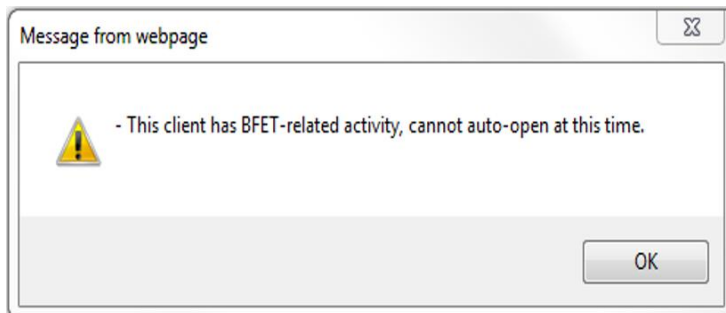 Message from webpage
- This client has BFET-related activity, cannot auto-open at this time.
OK